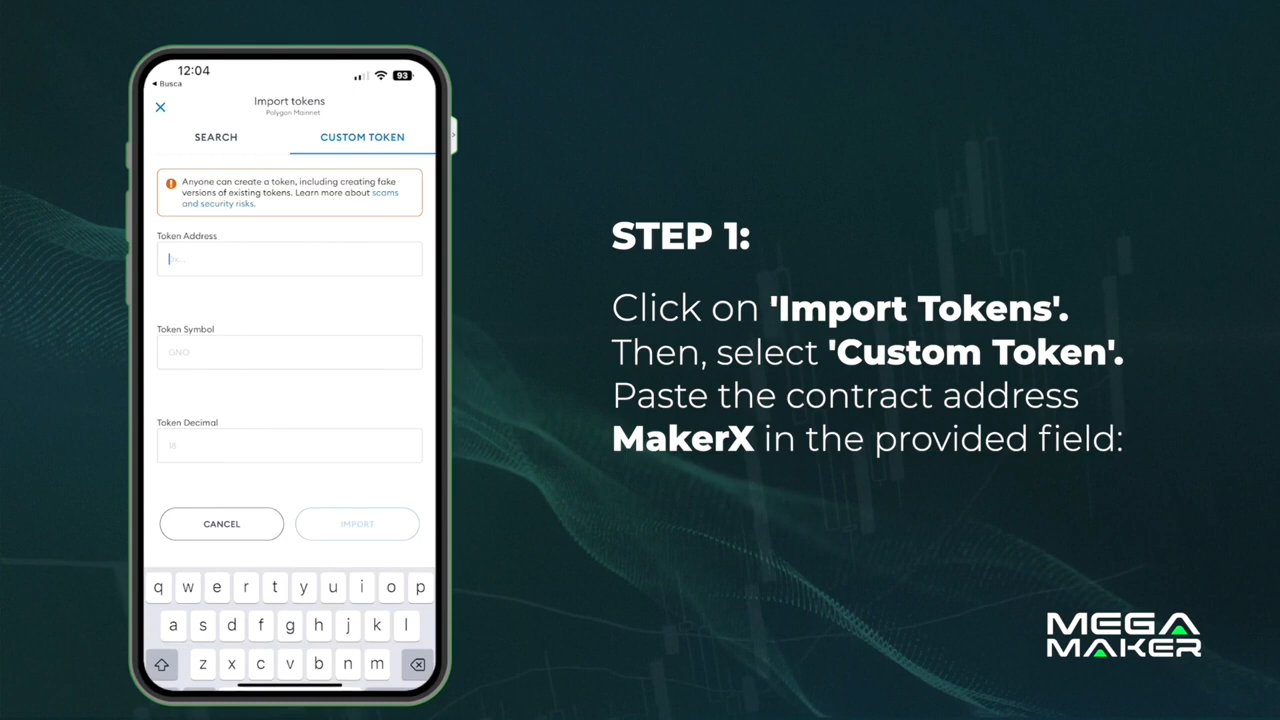 12:04
93
Busca
Import tokens
Polygon Mainnet
SEARCH
CUSTOM TOKEN
Anyone can create a token, including creating fake
versions of existing tokens. Learn more about scams
and security risks.
Token Address
0x...
Token Symbol
GNO
Token Decimal
18
CANCEL
IMPORT
q w e r t y u i o p
a s d f g h j k l
z x c v b n m
STEP 1:
Click on 'Import Tokens'.
Then, select 'Custom Token'.
Paste the contract address
MakerX in the provided field:
MEGA
MAKER